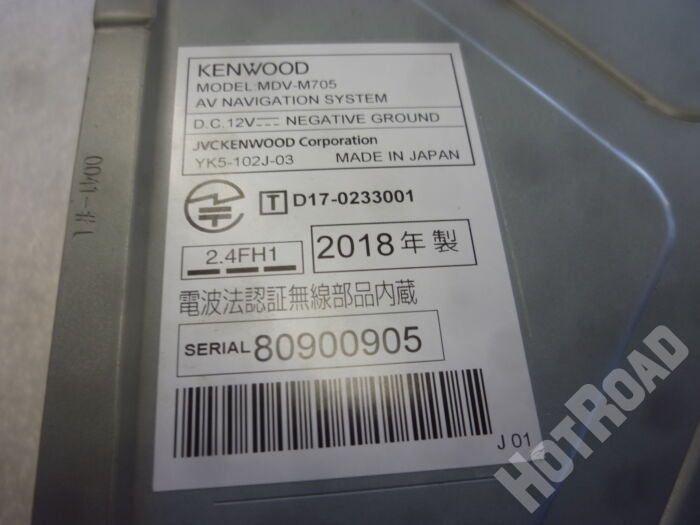 KENWOOD
MODEL:MDV-M705
AV NAVIGATION SYSTEM
D.C.12V⎓ NEGATIVE GROUND
JVCKENWOOD Corporation
YK5-102J-03 MADE IN JAPAN
T D17-0233001
2.4FH1
2018年製
電波法認証無線部品内蔵
SERIAL 80900905
J 01
HOTROAD